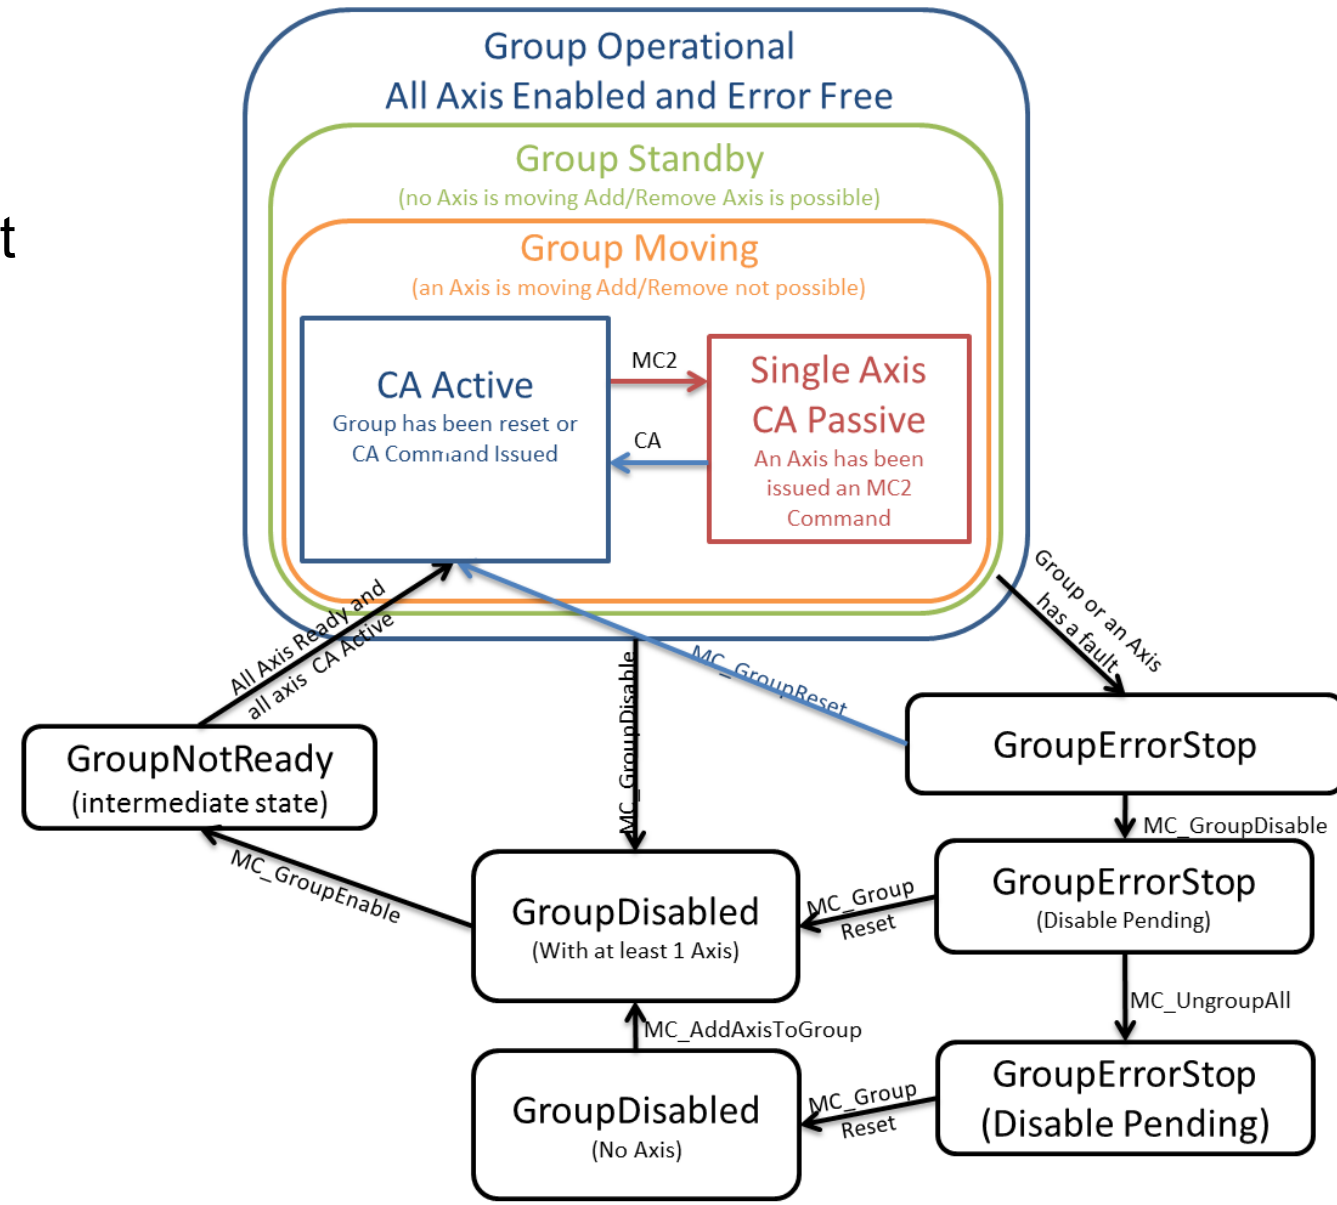 Group Operational
All Axis Enabled and Error Free
Group Standby
(no Axis is moving Add/Remove Axis is possible)
t
Group Moving
(an Axis is moving Add/Remove not possible)
CA Active
Group has been reset or
CA Command Issued
MC2
CA
Single Axis
CA Passive
An Axis has been
issued an MC2
Command
All Axis Ready and
all axis CA Active
MC_GroupDisable
MC_GroupReset
Group or an Axis
has a fault
GroupNotReady
(intermediate state)
GroupErrorStop
MC_GroupDisable
MC_GroupEnable
GroupDisabled
(With at least 1 Axis)
MC_Group
Reset
GroupErrorStop
(Disable Pending)
MC_UngroupAll
MC_AddAxisToGroup
GroupDisabled
(No Axis)
MC_Group
Reset
GroupErrorStop
(Disable Pending)